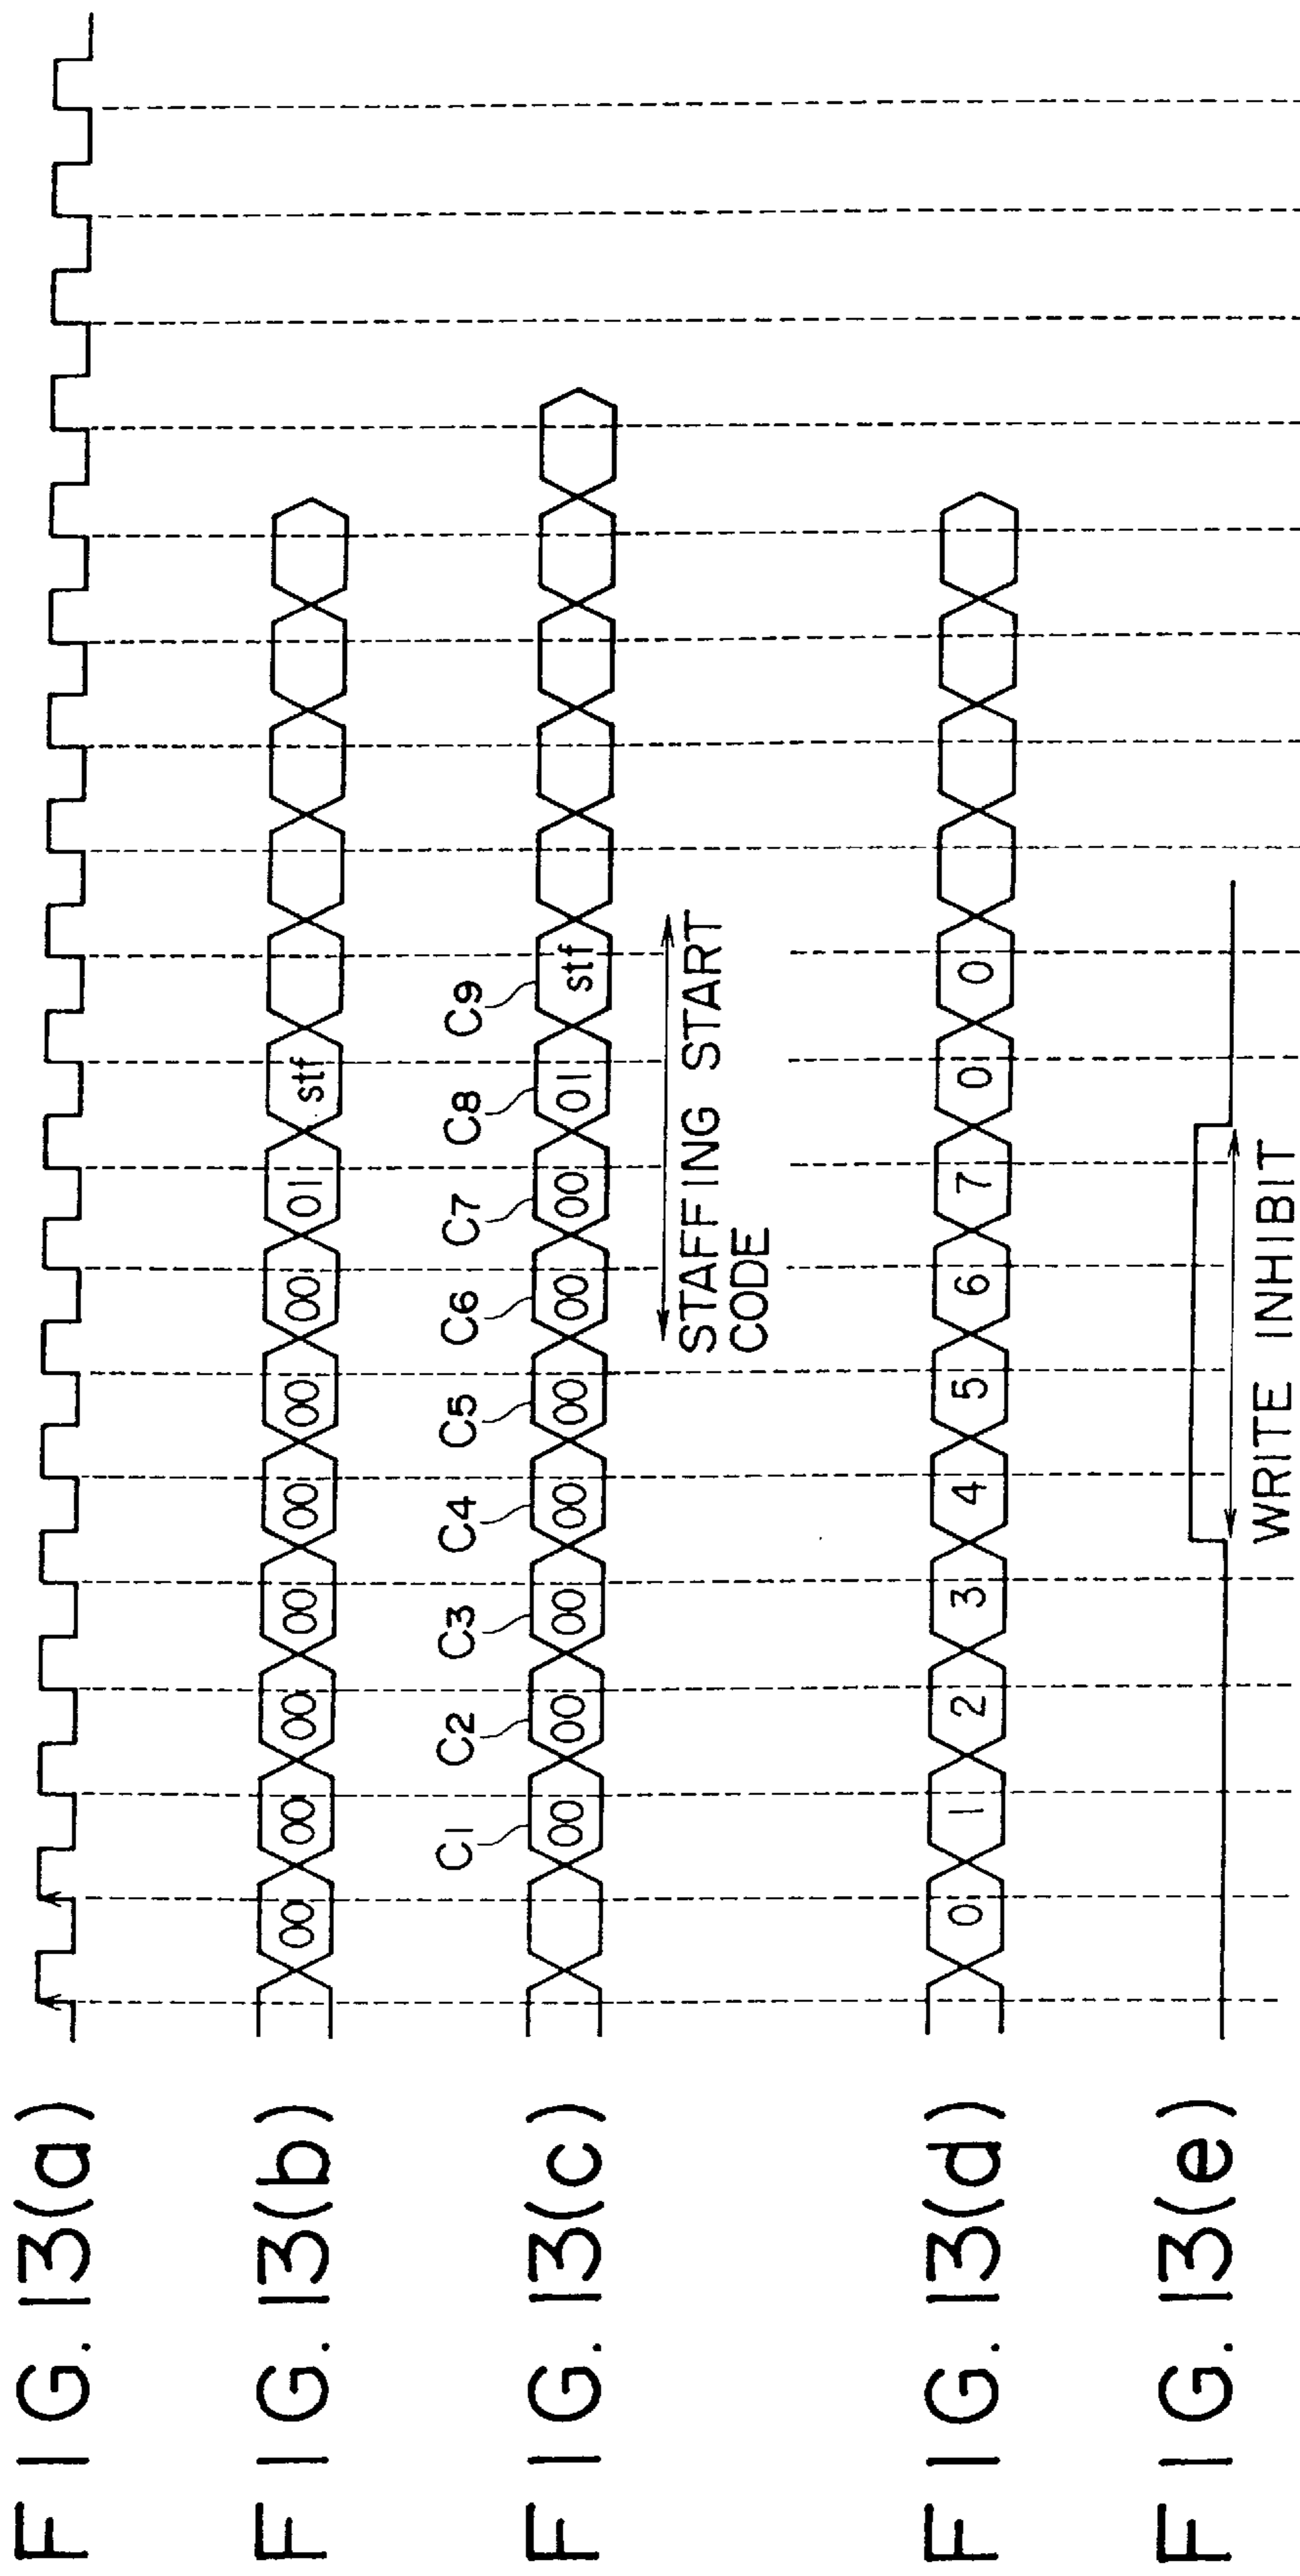 FIG. 13(a)
FIG. 13(b)
00 00 00 00 00 00 00 01 stf
FIG. 13(c)
C1 C2 C3 C4 C5 C6 C7 C8 C9
00 00 00 00 00 00 00 01 stf
STAFFING START
CODE
FIG. 13(d)
0 1 2 3 4 5 6 7 0 0
FIG. 13(e)
WRITE INHIBIT